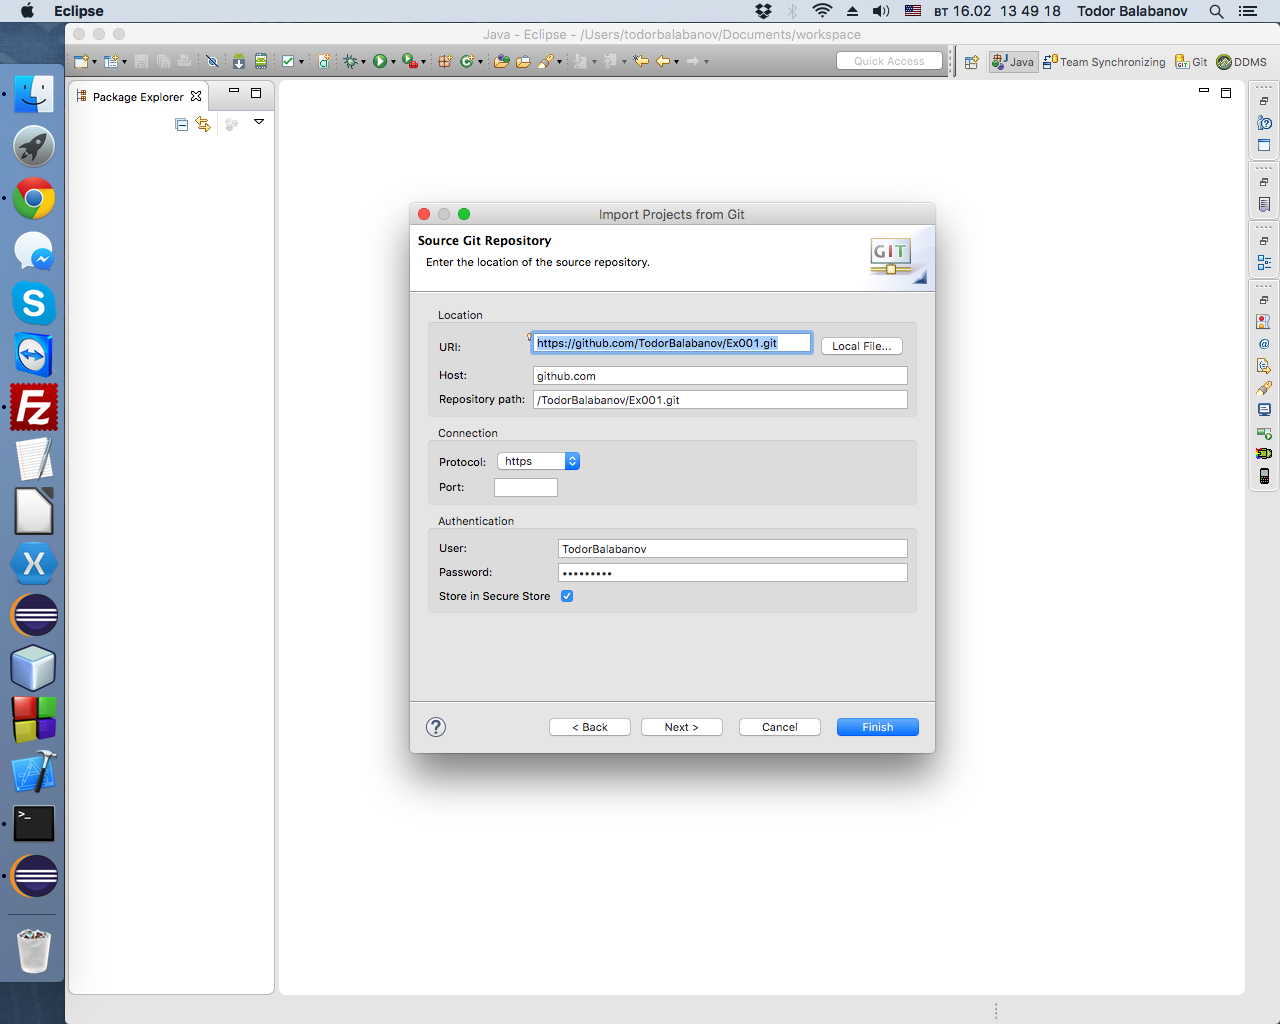 Eclipse
вт 16.02 13 49 18 Todor Balabanov
Java - Eclipse - /Users/todorbalabanov/Documents/workspace
Quick Access
Java
Team Synchronizing
Git
DDMS
Package Explorer
Import Projects from Git
Source Git Repository
Enter the location of the source repository.
GIT
Location
URI: https://github.com/TodorBalabanov/Ex001.git Local File...
Host: github.com
Repository path: /TodorBalabanov/Ex001.git
Connection
Protocol: https
Port:
Authentication
User: TodorBalabanov
Password: •••••••••
Store in Secure Store
? < Back Next > Cancel Finish
S
Fz
X
>_